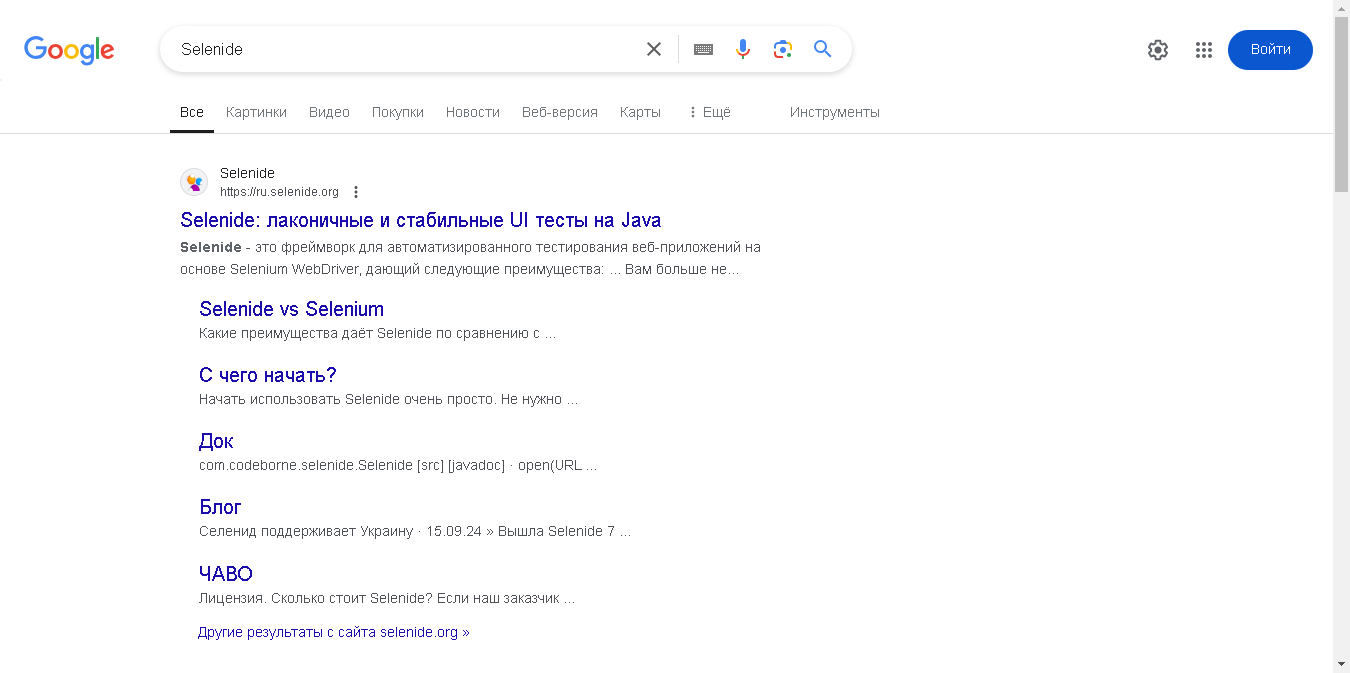 Google
Selenide
Войти
Все Картинки Видео Покупки Новости Веб-версия Карты Ещё Инструменты
Selenide
https://ru.selenide.org
Selenide: лаконичные и стабильные UI тесты на Java
Selenide - это фреймворк для автоматизированного тестирования веб-приложений на
основе Selenium WebDriver, дающий следующие преимущества: ... Вам больше не...
Selenide vs Selenium
Какие преимущества даёт Selenide по сравнению с ...
С чего начать?
Начать использовать Selenide очень просто. Не нужно ...
Док
com.codeborne.selenide.Selenide [src] [javadoc] · open(URL ...
Блог
Селенид поддерживает Украину · 15.09.24 » Вышла Selenide 7 ...
ЧАВО
Лицензия. Сколько стоит Selenide? Если наш заказчик ...
Другие результаты с сайта selenide.org »